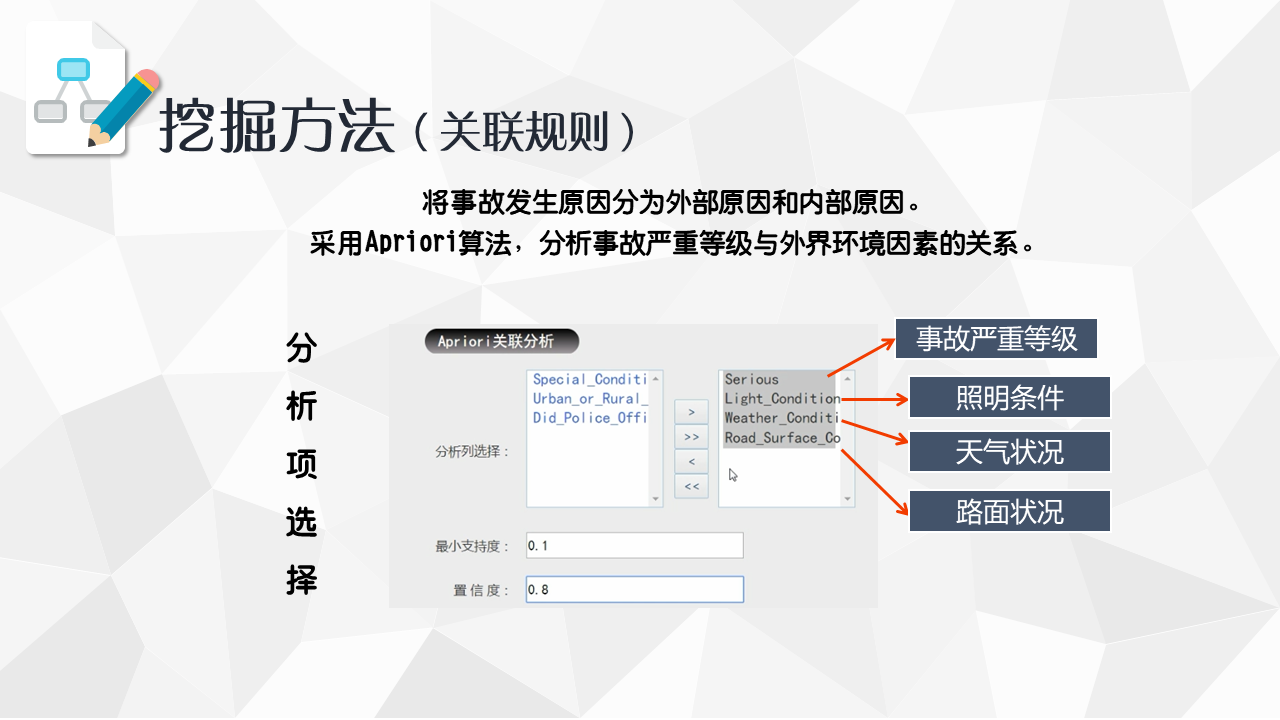 挖掘方法（关联规则）
将事故发生原因分为外部原因和内部原因。
采用Apriori算法，分析事故严重等级与外界环境因素的关系。
分
析
项
选
择
Apriori关联分析
分析列选择：
Special_Conditi
Urban_or_Rural_
Did_Police_Offi
>
>>
<
<<
Serious
Light_Condition
Weather_Conditi
Road_Surface_Co
事故严重等级
照明条件
天气状况
路面状况
最小支持度： 0.1
置信度： 0.8